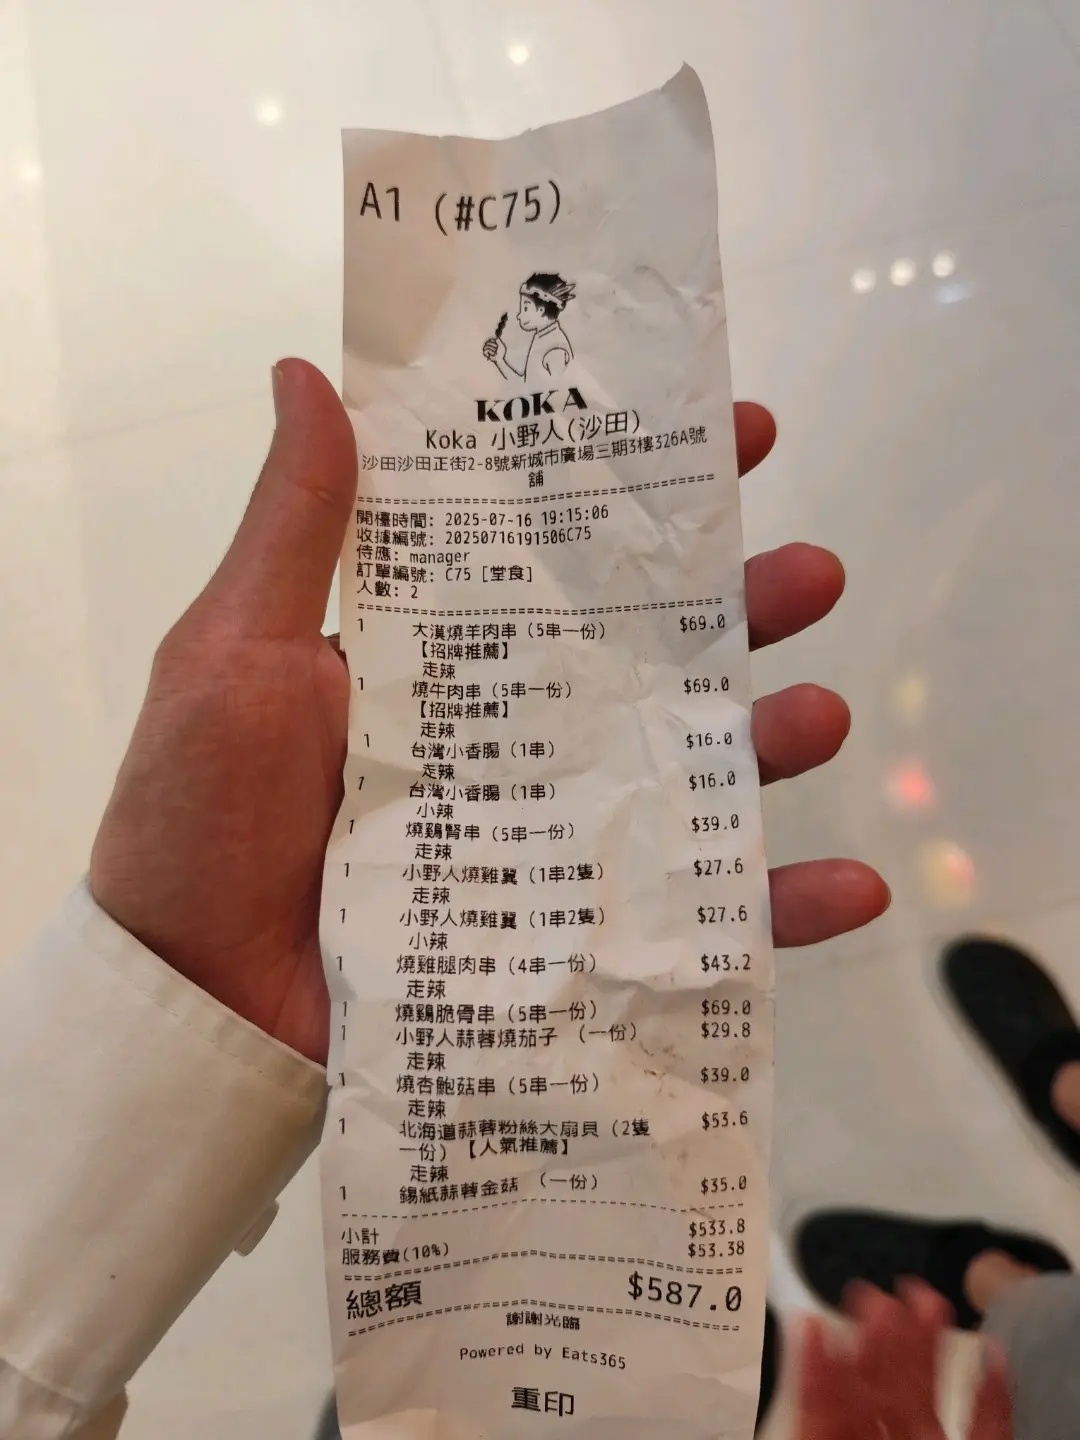 A1 (#C75)
KOKA
Koka 小野人(沙田)
沙田沙田正街2-8號新城市廣場三期3樓326A號
舖
開檯時間: 2025-07-16 19:15:06
收據編號: 20250716191506C75
侍應: manager
訂單編號: C75 [堂食]
人數: 2
1 大漠燒羊肉串 (5串一份) $69.0
【招牌推薦】
走辣
1 燒牛肉串 (5串一份) $69.0
【招牌推薦】
走辣
1 台灣小香腸 (1串) $16.0
走辣
1 台灣小香腸 (1串) $16.0
小辣
1 燒鷄腎串 (5串一份) $39.0
走辣
1 小野人燒雞翼 (1串2隻) $27.6
走辣
1 小野人燒雞翼 (1串2隻) $27.6
小辣
1 燒雞腿肉串 (4串一份) $43.2
走辣
1 燒鷄脆骨串 (5串一份) $69.0
1 小野人蒜蓉燒茄子 (一份) $29.8
走辣
1 燒杏鮑菇串 (5串一份) $39.0
走辣
1 北海道蒜蓉粉絲大扇貝 (2隻 $53.6
一份) 【人氣推薦】
走辣
1 錫紙蒜蓉金菇 (一份) $35.0
小計 $533.8
服務費(10%) $53.38
總額 $587.0
謝謝光臨
Powered by Eats365
重印